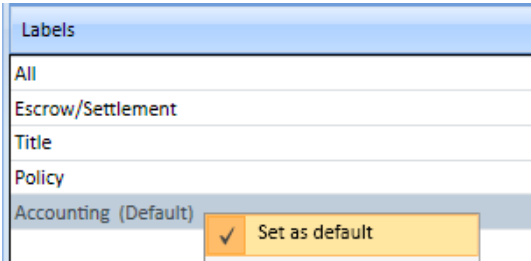 Labels
All
Escrow/Settlement
Title
Policy
Accounting (Default)
Set as default